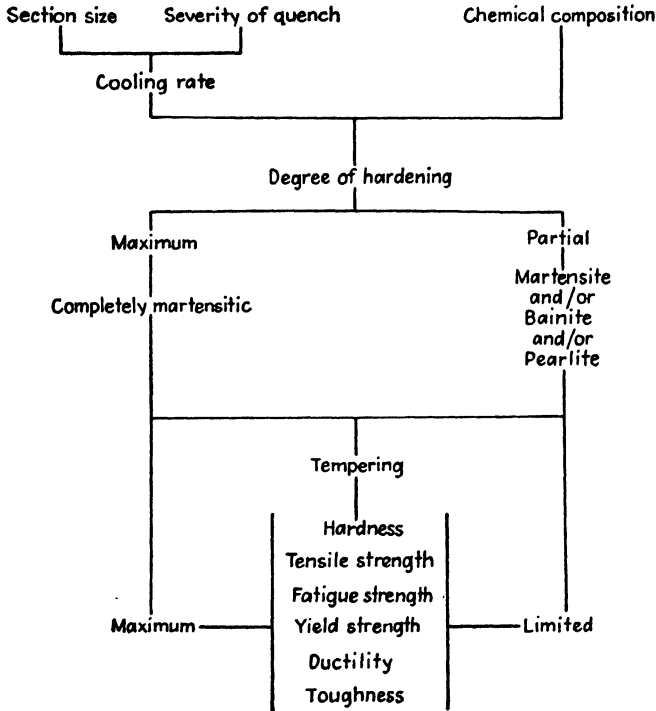 Section size
Severity of quench
Chemical composition
Cooling rate
Degree of hardening
Maximum
Partial
Completely martensitic
Martensite
and/or
Bainite
and/or
Pearlite
Tempering
Hardness
Tensile strength
Fatigue strength
Maximum
Yield strength
Limited
Ductility
Toughness